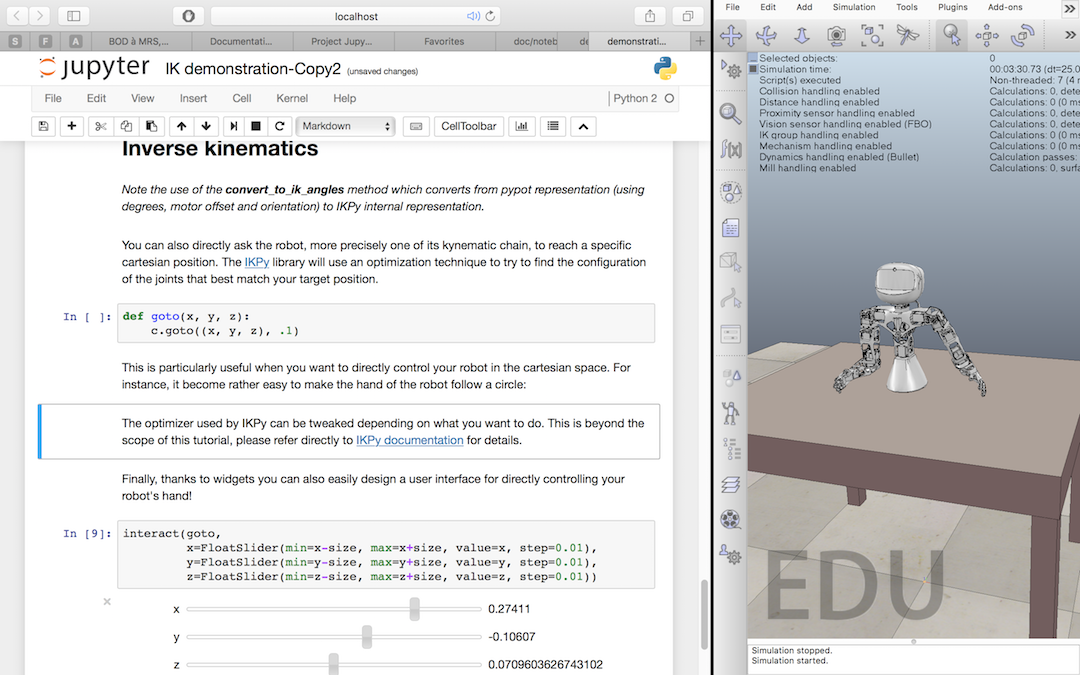 localhost
S
F
A
BOD à MRS,...
Documentati...
Project Jupy...
Favorites
doc/noteb
de
demonstrati...
jupyter IK demonstration-Copy2 (unsaved changes)
File Edit View Insert Cell Kernel Help Python 2
Markdown CellToolbar
Inverse kinematics
Note the use of the convert_to_ik_angles method which converts from pypot representation (using
degrees, motor offset and orientation) to IKPy internal representation.
You can also directly ask the robot, more precisely one of its kynematic chain, to reach a specific
cartesian position. The IKPy library will use an optimization technique to try to find the configuration
of the joints that best match your target position.
In [ ]: def goto(x, y, z):
c.goto((x, y, z), .1)
This is particularly useful when you want to directly control your robot in the cartesian space. For
instance, it become rather easy to make the hand of the robot follow a circle:
The optimizer used by IKPy can be tweaked depending on what you want to do. This is beyond the
scope of this tutorial, please refer directly to IKPy documentation for details.
Finally, thanks to widgets you can also easily design a user interface for directly controlling your
robot's hand!
In [9]: interact(goto,
x=FloatSlider(min=x-size, max=x+size, value=x, step=0.01),
y=FloatSlider(min=y-size, max=y+size, value=y, step=0.01),
z=FloatSlider(min=z-size, max=z+size, value=z, step=0.01))
x 0.27411
y -0.10607
z 0.0709603626743102
File Edit Add Simulation Tools Plugins Add-ons
f(x)
Selected objects: 0
Simulation time: 00:03:30.73 (dt=25.0
Script(s) executed Non-threaded: 7 (4 r
Collision handling enabled Calculations: 0, dete
Distance handling enabled Calculations: 0 (0 ms
Proximity sensor handling enabled Calculations: 0, dete
Vision sensor handling enabled (FBO) Calculations: 0, dete
IK group handling enabled Calculations: 0 (0 ms
Mechanism handling enabled Calculations: 0 (0 ms
Dynamics handling enabled (Bullet) Calculation passes:
Mill handling enabled Calculations: 0, surfa
EDU
Simulation stopped.
Simulation started.